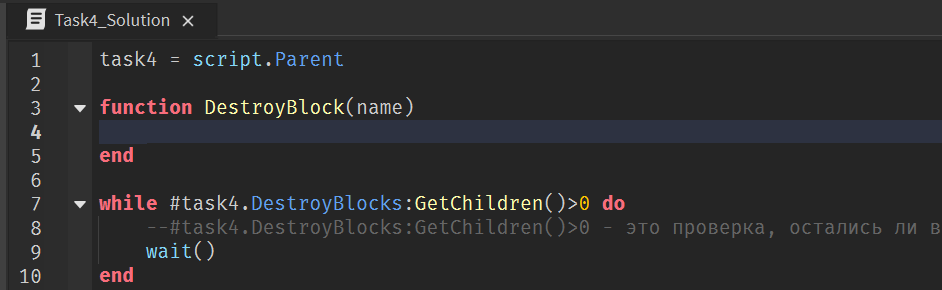 Task4_Solution ×
1 task4 = script.Parent
2
3 function DestroyBlock(name)
4
5 end
6
7 while #task4.DestroyBlocks:GetChildren()>0 do
8 --#task4.DestroyBlocks:GetChildren()>0 - это проверка, остались ли в
9 wait()
10 end